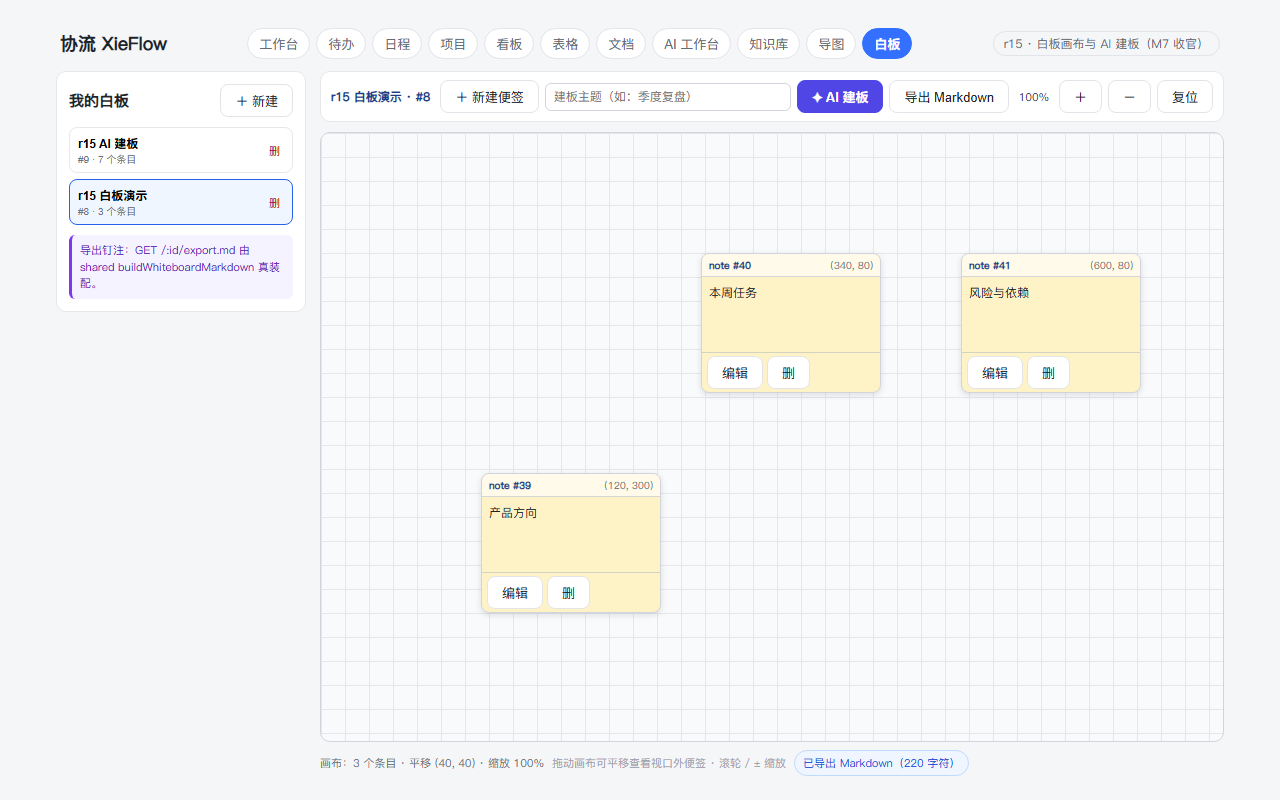 协流 XieFlow
工作台 待办 日程 项目 看板 表格 文档 AI 工作台 知识库 导图 白板
r15 · 白板画布与 AI 建板（M7 收官）
我的白板
＋ 新建
r15 AI 建板
#9 · 7 个条目
删
r15 白板演示
#8 · 3 个条目
删
导出钉注：GET /:id/export.md 由
shared buildWhiteboardMarkdown 真装
配。
r15 白板演示 · #8
＋ 新建便签
建板主题（如：季度复盘）
✦ AI 建板
导出 Markdown
100%
＋
－
复位
note #40 (340, 80)
本周任务
编辑 删
note #41 (600, 80)
风险与依赖
编辑 删
note #39 (120, 300)
产品方向
编辑 删
画布：3 个条目 · 平移 (40, 40) · 缩放 100% 拖动画布可平移查看视口外便签 · 滚轮 / ± 缩放 已导出 Markdown（220 字符）